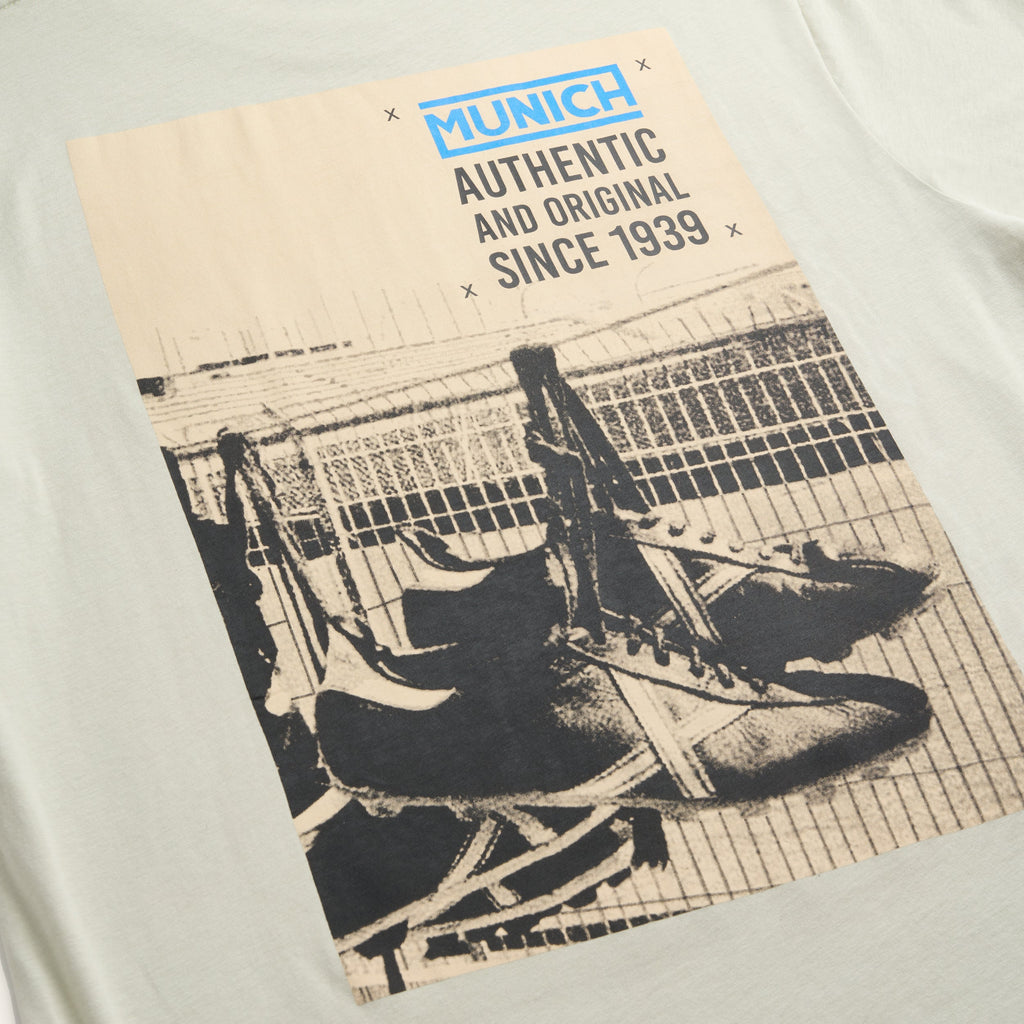 MUNICH
AUTHENTIC
AND ORIGINAL
SINCE 1939